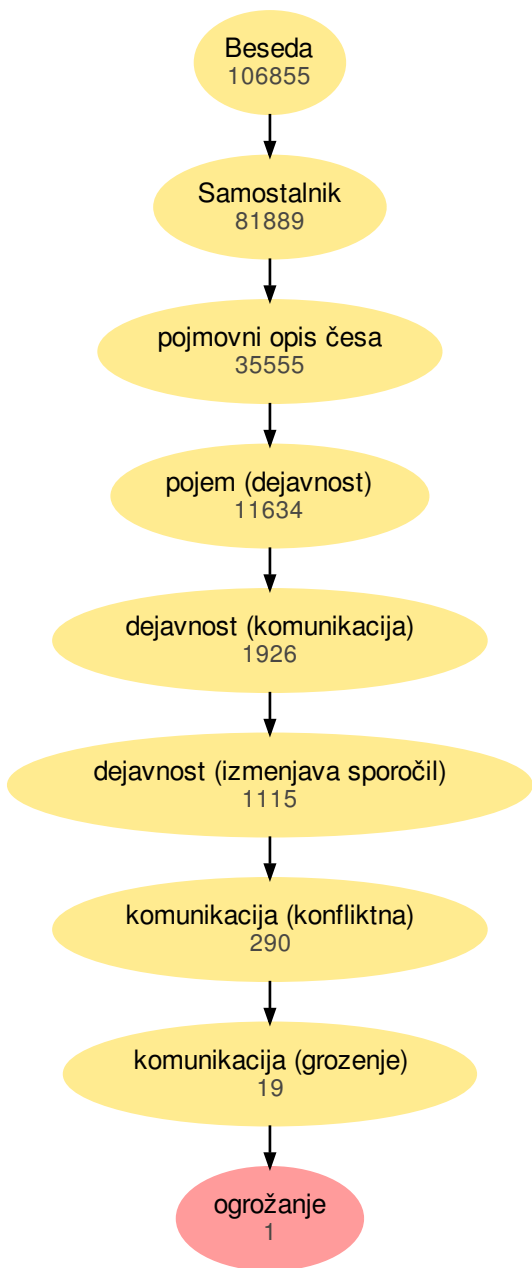 Beseda
106855
Samostalnik
81889
pojmovni opis česa
35555
pojem (dejavnost)
11634
dejavnost (komunikacija)
1926
dejavnost (izmenjava sporočil)
1115
komunikacija (konfliktna)
290
komunikacija (grozenje)
19
ogrožanje
1